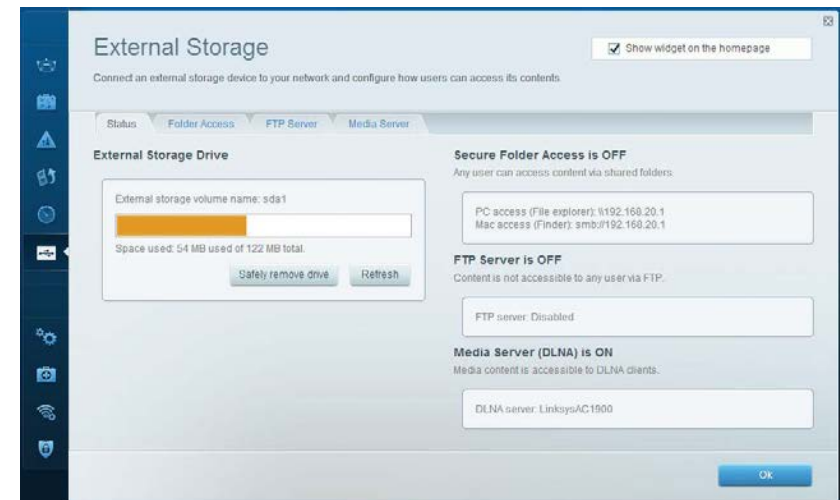 External Storage
Show widget on the homepage
Connect an external storage device to your network and configure how users can access its contents.
Status
Folder Access
FTP Server
Media Server
External Storage Drive
External storage volume name: sda1
Space used: 54 MB used of 122 MB total.
Safely remove drive
Refresh
Secure Folder Access is OFF
Any user can access content via shared folders.
PC access (File explorer): \\192.168.20.1
Mac access (Finder): smb://192.168.20.1
FTP Server is OFF
Content is not accessible to any user via FTP.
FTP server: Disabled
Media Server (DLNA) is ON
Media content is accessible to DLNA clients.
DLNA server: LinksysAC1900
Ok